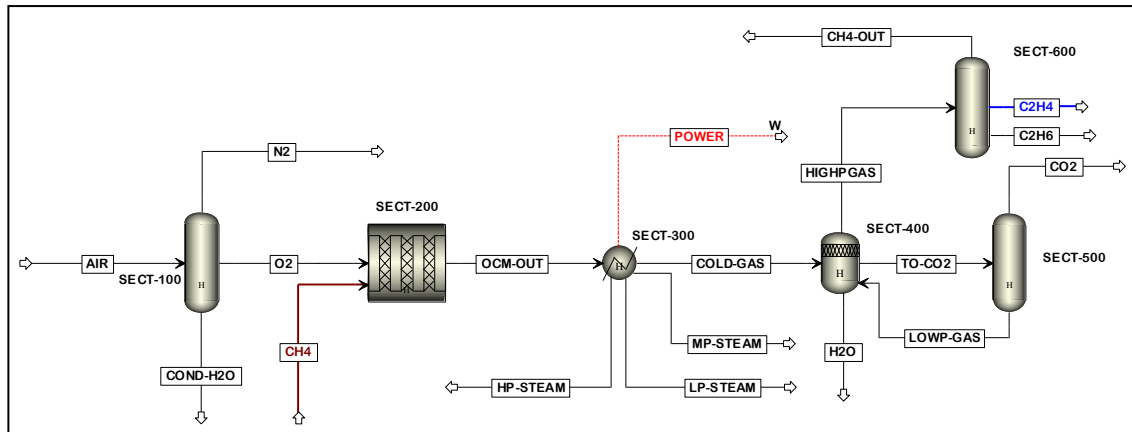 CH4-OUT
SECT-600
C2H4
C2H6
W
POWER
N2
HIGHPGAS
CO2
SECT-200
SECT-300
SECT-400
SECT-500
AIR
SECT-100
O2
OCM-OUT
COLD-GAS
TO-CO2
H
H
H
H
H
H
CH4
MP-STEAM
H2O
LOWP-GAS
COND-H2O
HP-STEAM
LP-STEAM